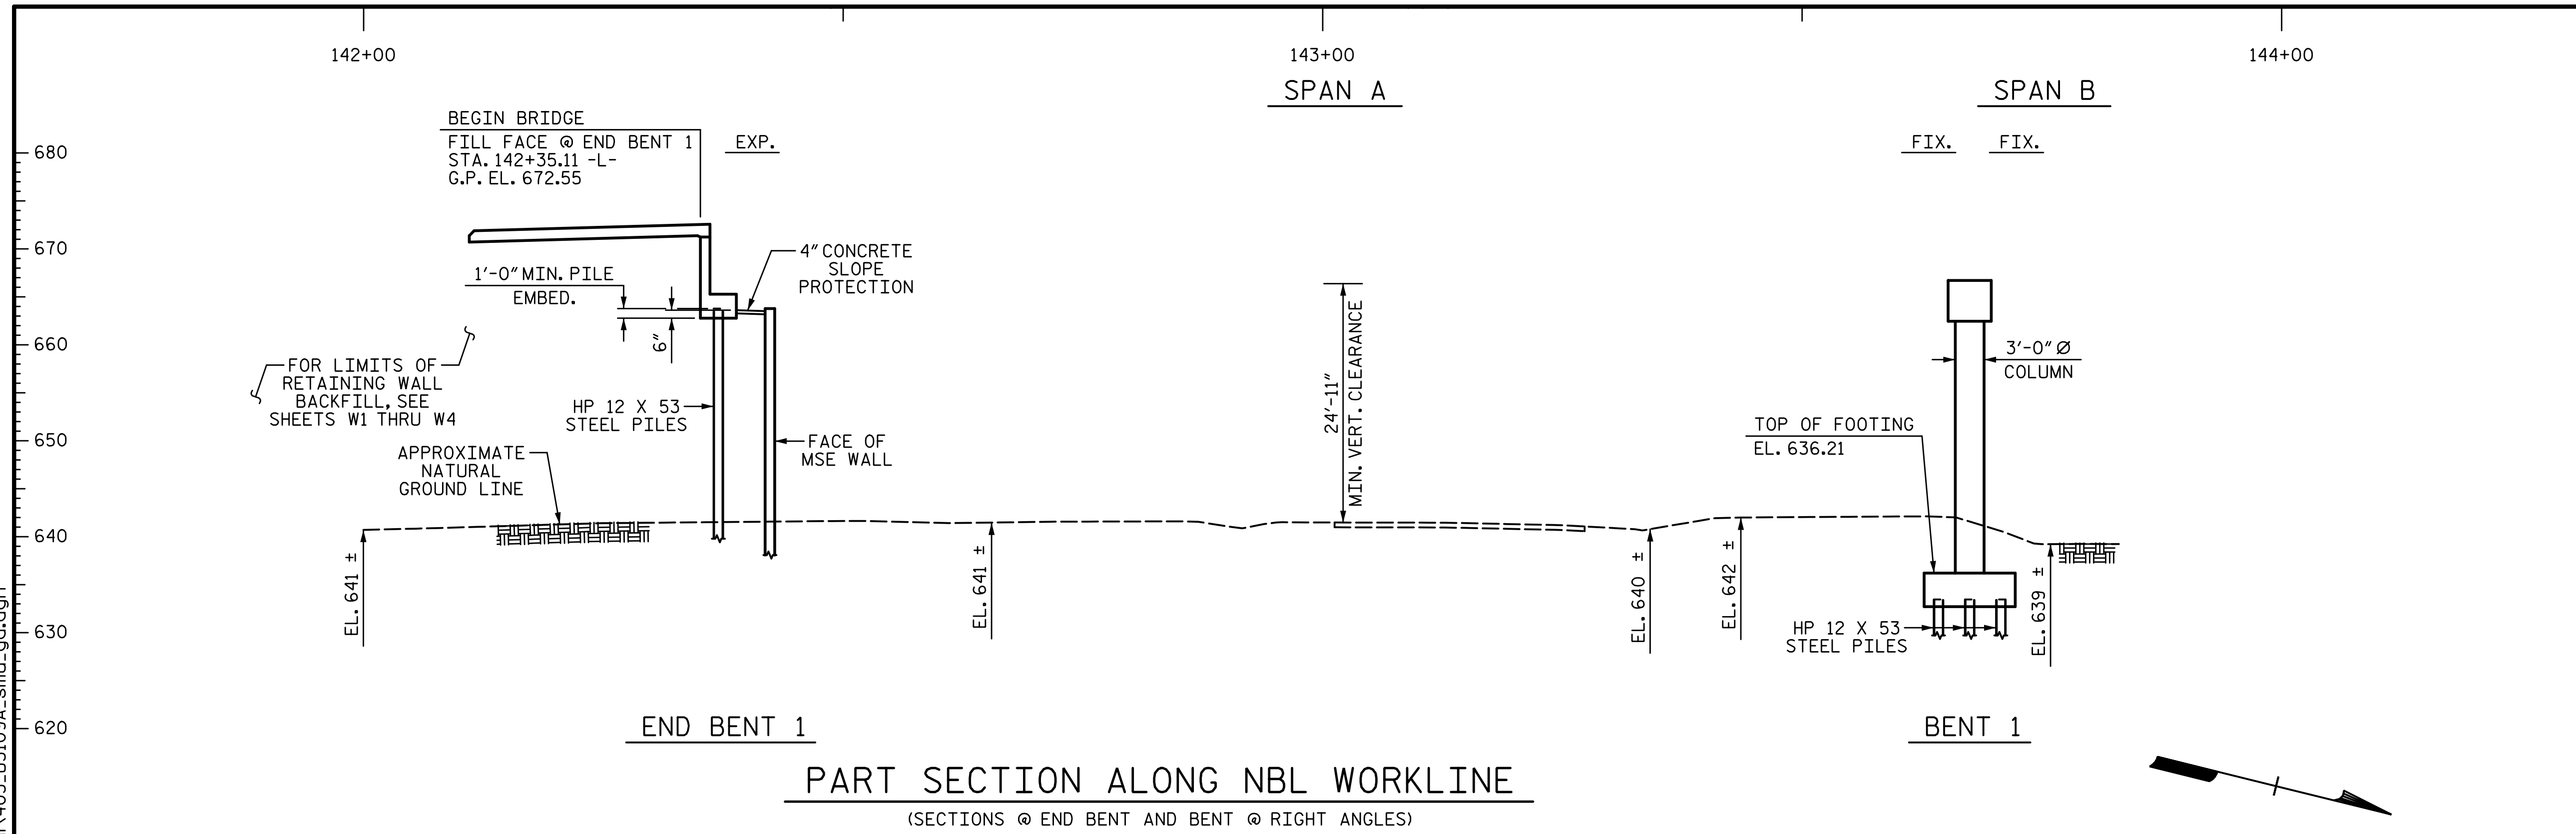 142+00
143+00
144+00
SPAN A
SPAN B
BEGIN BRIDGE
FILL FACE @ END BENT 1
STA. 142+35.11 -L-
G.P. EL. 672.55
EXP.
FIX.
FIX.
680
670
660
650
640
630
620
4" CONCRETE
SLOPE
PROTECTION
1'-0" MIN. PILE
EMBED.
6"
FOR LIMITS OF
RETAINING WALL
BACKFILL, SEE
SHEETS W1 THRU W4
HP 12 X 53
STEEL PILES
FACE OF
MSE WALL
APPROXIMATE
NATURAL
GROUND LINE
24'-11"
MIN. VERT. CLEARANCE
3'-0" Ø
COLUMN
TOP OF FOOTING
EL. 636.21
EL. 641 ±
EL. 641 ±
EL. 640 ±
EL. 642 ±
EL. 639 ±
HP 12 X 53
STEEL PILES
END BENT 1
BENT 1
PART SECTION ALONG NBL WORKLINE
(SECTIONS @ END BENT AND BENT @ RIGHT ANGLES)